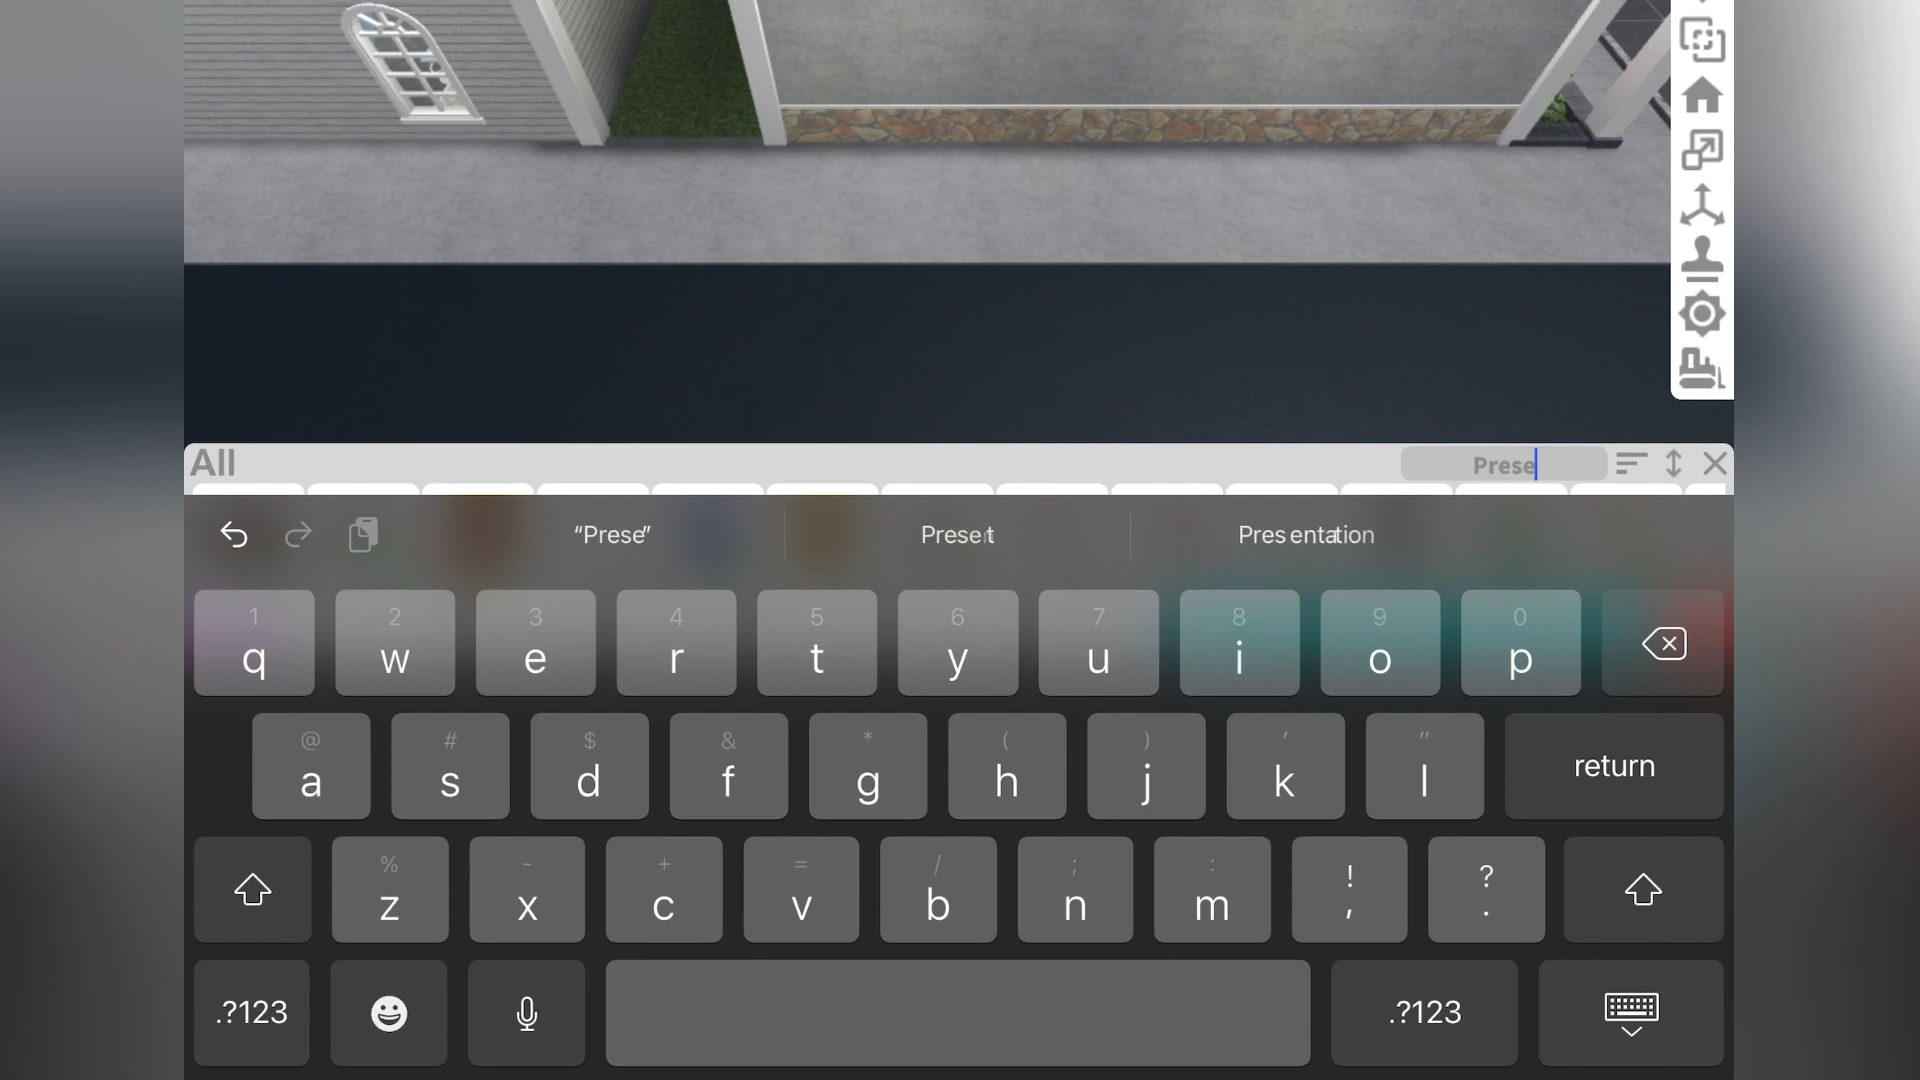 All Prese
“Prese” Preset Presentation
1 2 3 4 5 6 7 8 9 0
q w e r t y u i o p
@ # $ & * ( ) ' "
a s d f g h j k l return
% - + = / ; : ! ?
z x c v b n m , .
.?123 .?123